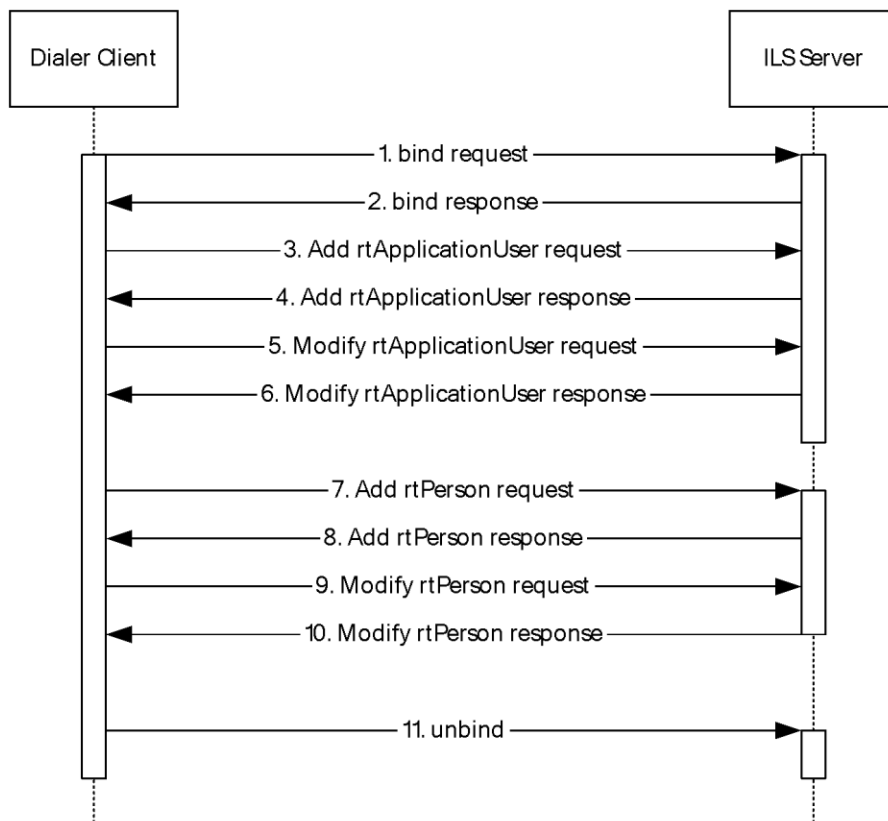 Dialer Client
ILS Server
1. bind request
2. bind response
3. Add rtApplicationUser request
4. Add rtApplicationUser response
5. Modify rtApplicationUser request
6. Modify rtApplicationUser response
7. Add rtPerson request
8. Add rtPerson response
9. Modify rtPerson request
10. Modify rtPerson response
11. unbind